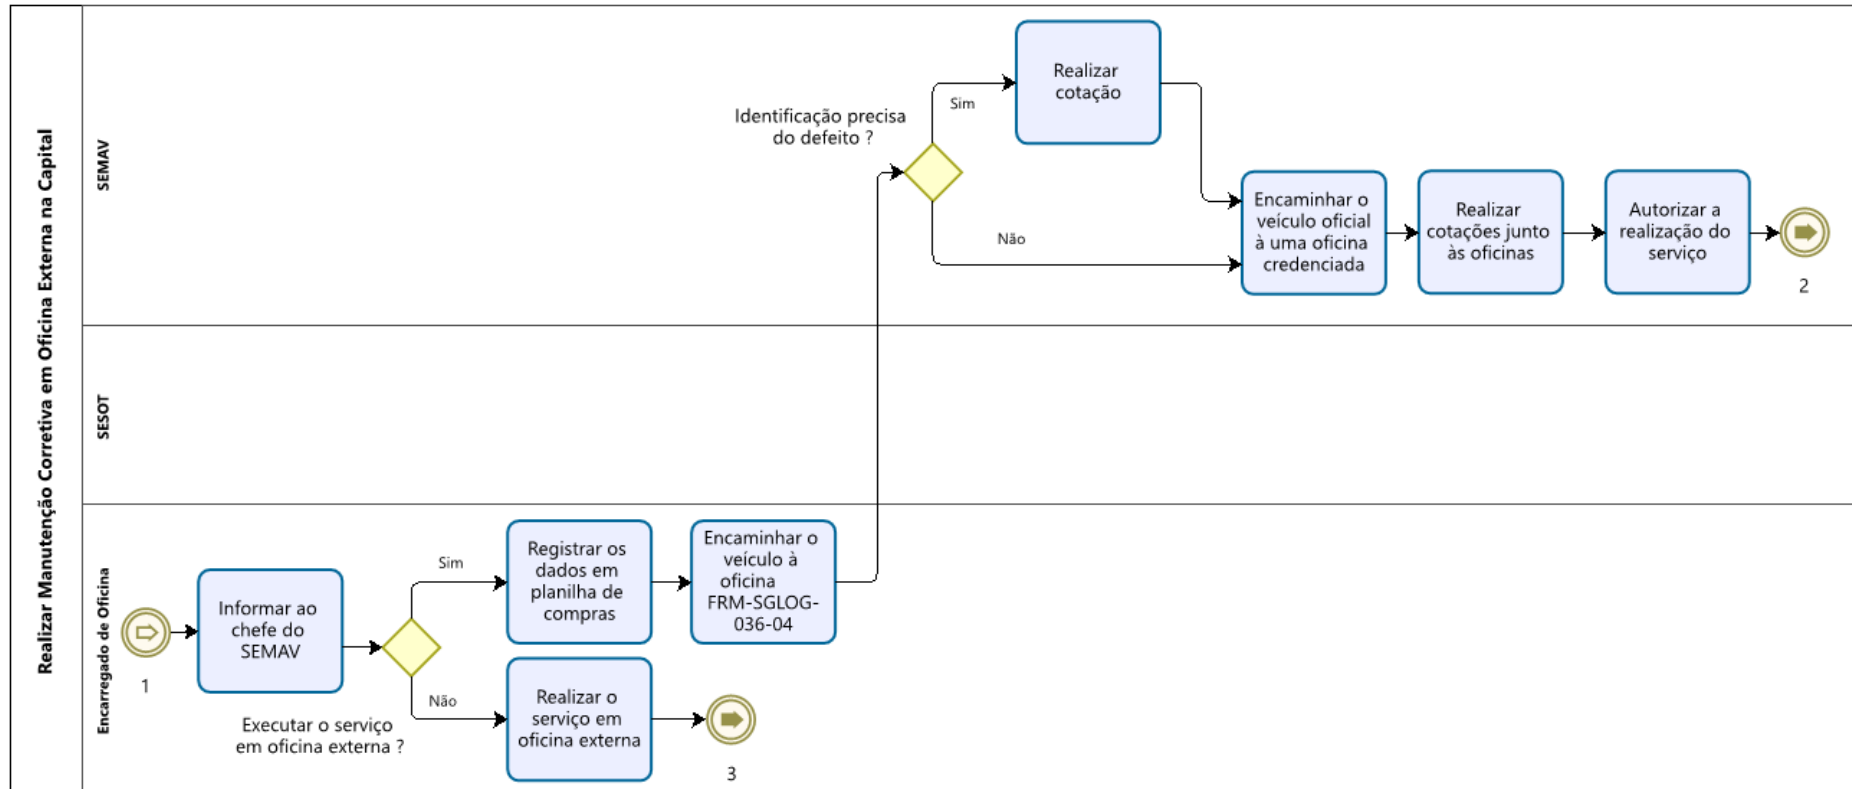 Realizar Manutenção Corretiva em Oficina Externa na Capital
SEMAV
Identificação precisa
do defeito ?
Sim
Não
Realizar
cotação
Encaminhar o
veículo oficial
à uma oficina
credenciada
Realizar
cotações junto
às oficinas
Autorizar a
realização do
serviço
2
SESOT
Encarregado de Oficina
1
Informar ao
chefe do
SEMAV
Executar o serviço
em oficina externa ?
Sim
Não
Registrar os
dados em
planilha de
compras
Encaminhar o
veículo à
oficina
FRM-SGLOG-
036-04
Realizar o
serviço em
oficina externa
3